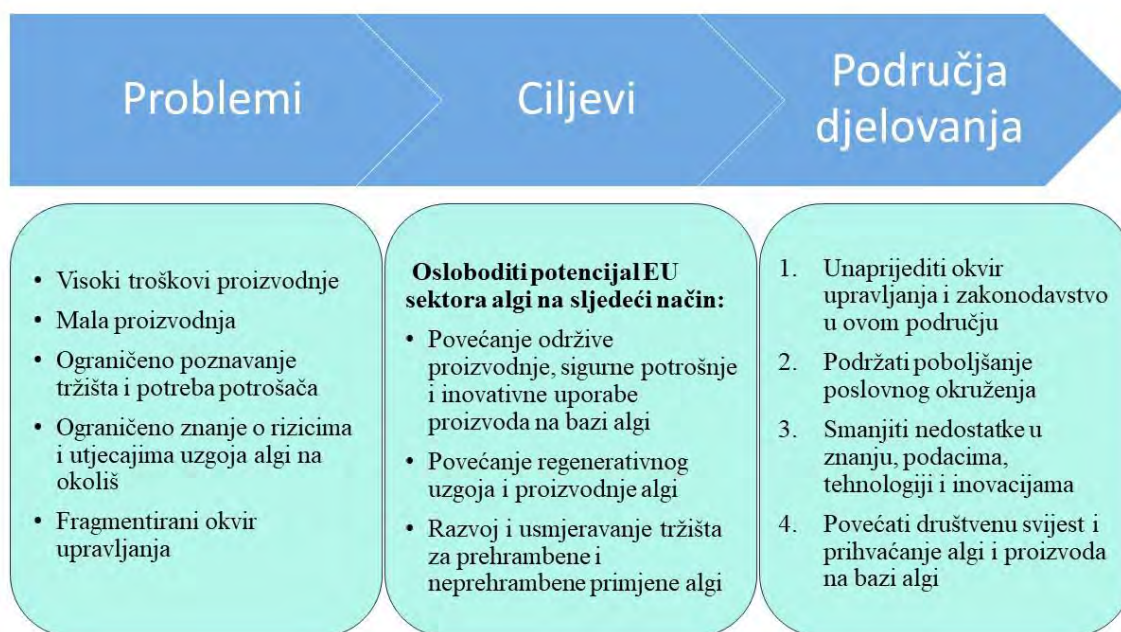 Problemi
Ciljevi
Područja
djelovanja
• Visoki troškovi proizvodnje
• Mala proizvodnja
• Ograničeno poznavanje
tržišta i potreba potrošača
• Ograničeno znanje o rizicima
i utjecajima uzgoja algi na
okoliš
• Fragmentirani okvir
upravljanja
Osloboditi potencijal EU
sektora algi na sljedeći način:
• Povećanje održive
proizvodnje, sigurne potrošnje
i inovativne uporabe
proizvoda na bazi algi
• Povećanje regenerativnog
uzgoja i proizvodnje algi
• Razvoj i usmjeravanje tržišta
za prehrambene i
neprehrambene primjene algi
1. Unaprijediti okvir
upravljanja i zakonodavstvo
u ovom području
2. Podržati poboljšanje
poslovnog okruženja
3. Smanjiti nedostatke u
znanju, podacima,
tehnologiji i inovacijama
4. Povećati društvenu svijest i
prihvaćanje algi i proizvoda
na bazi algi